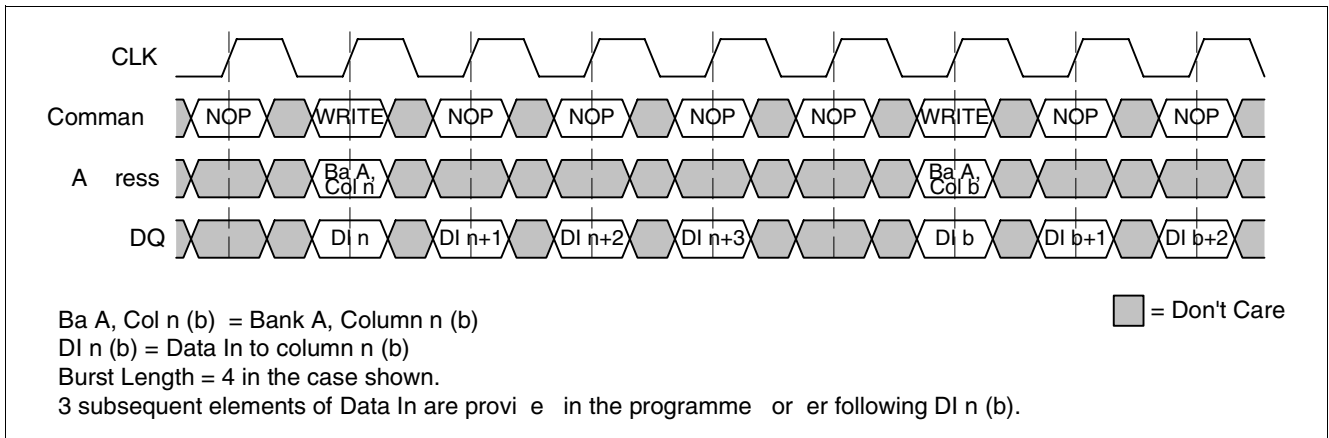 CLK
Comman NOP WRITE NOP NOP NOP NOP WRITE NOP NOP
A ress Ba A, Col n Ba A, Col b
DQ DI n DI n+1 DI n+2 DI n+3 DI b DI b+1 DI b+2
Ba A, Col n (b) = Bank A, Column n (b)
= Don't Care
DI n (b) = Data In to column n (b)
Burst Length = 4 in the case shown.
3 subsequent elements of Data In are provi e in the programme or er following DI n (b).